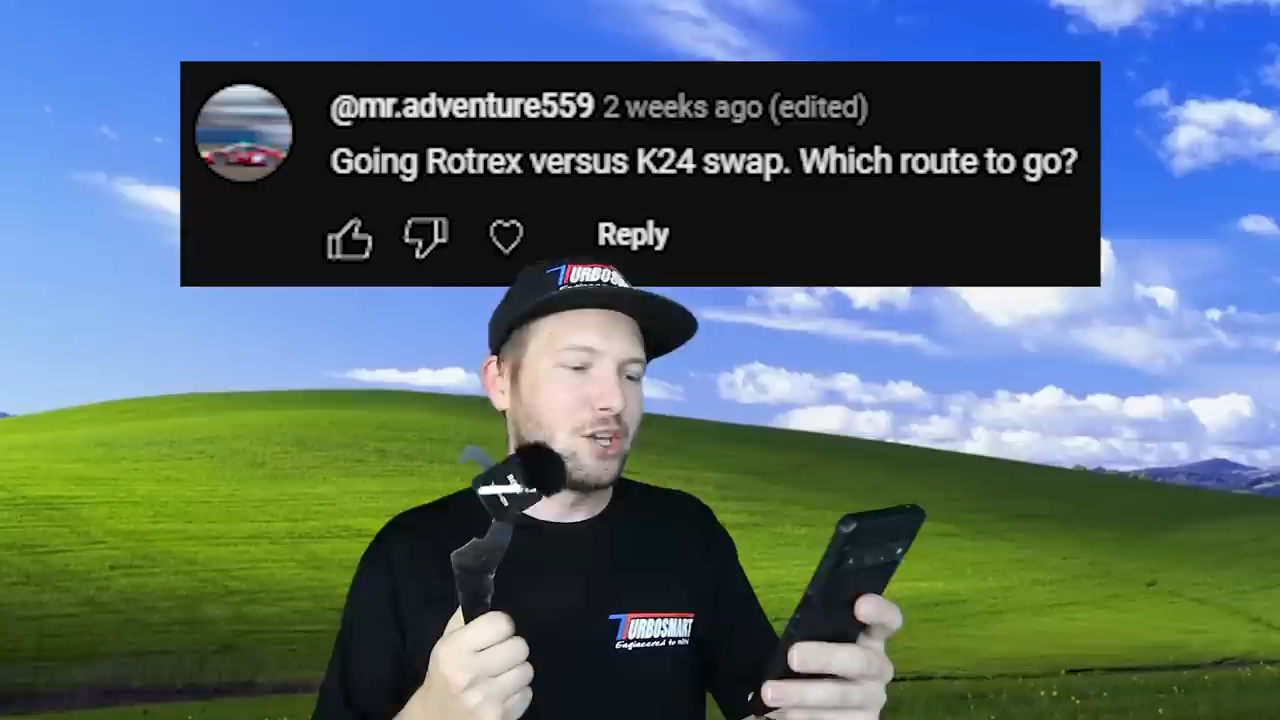 @mr.adventure559 2 weeks ago (edited)
Going Rotrex versus K24 swap. Which route to go?
Reply
TURBOS
TURBOSMART
Engineered to WIN